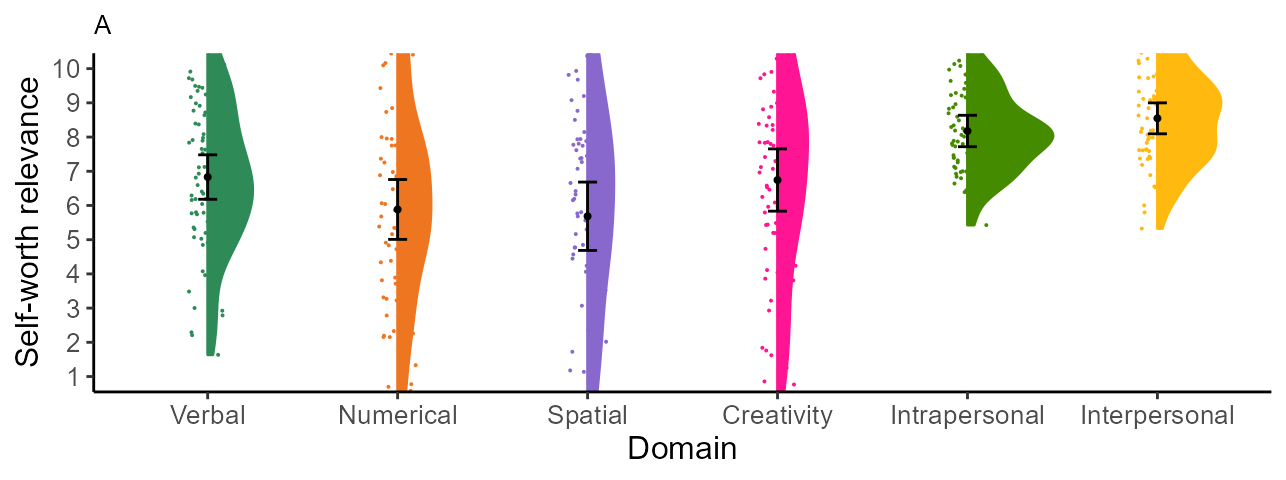 A
Self-worth relevance
10
9
8
7
6
5
4
3
2
1
Verbal Numerical Spatial Creativity Intrapersonal Interpersonal
Domain